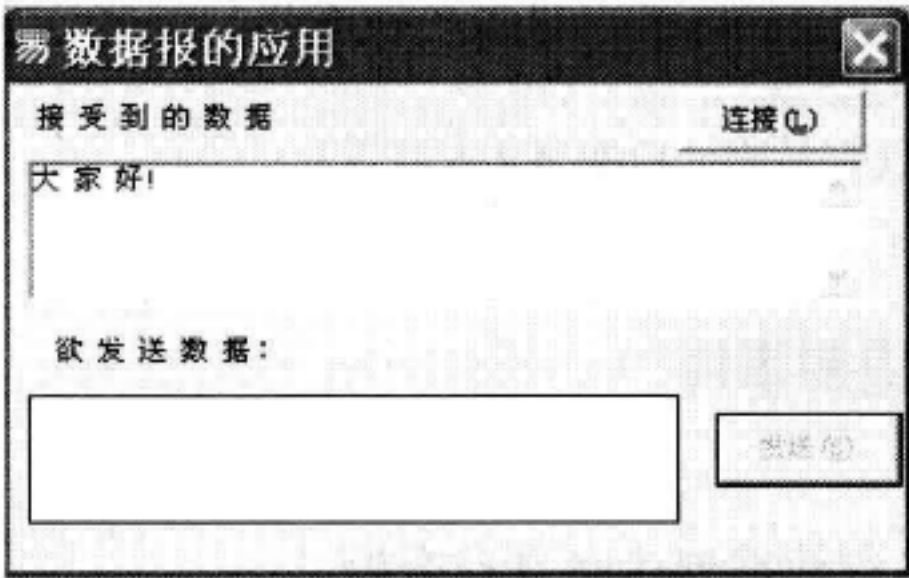 易 数据报的应用
接受到的数据
连接(L)
大家好!
欲发送数据:
发送(S)